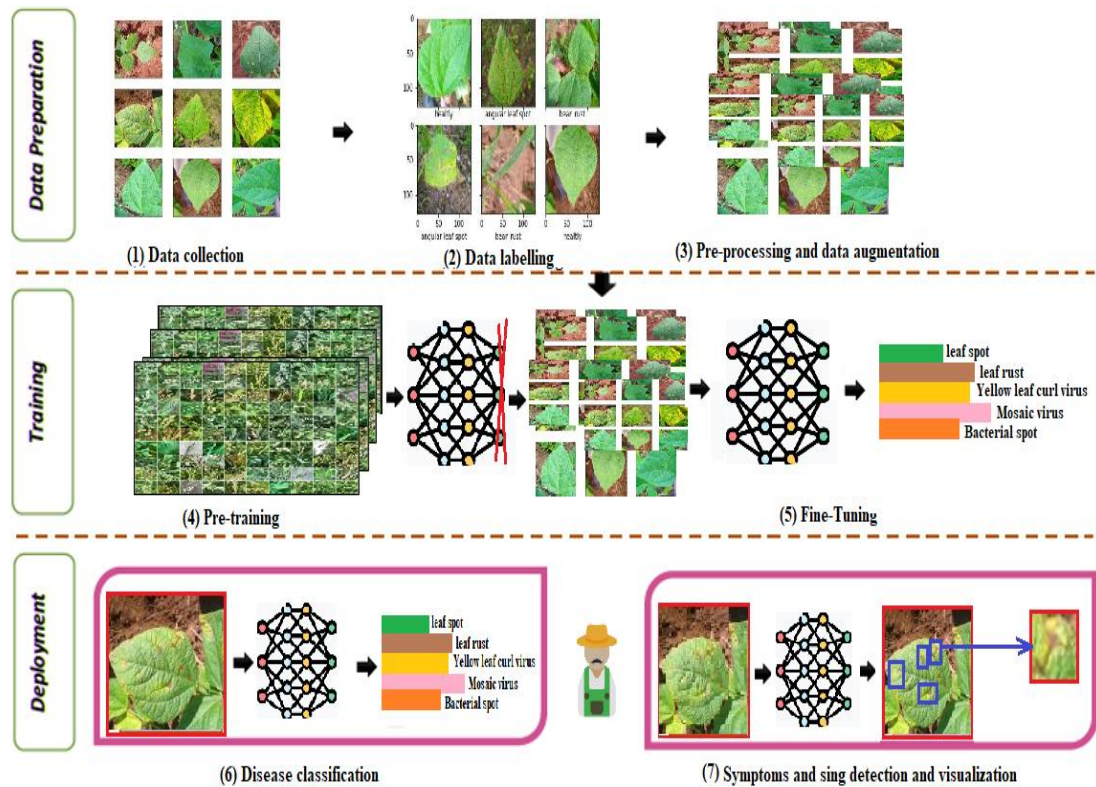 Data Preparation
0
50
100
healty
angular leaf spot
bear rust
0
50
100
0 50 100
0 50 100
0 50 100
angular leaf spot
bear rust
healty
(1) Data collection
(2) Data labelling
(3) Pre-processing and data augmentation
Training
leaf spot
leaf rust
Yellow leaf curl virus
Mosaic virus
Bacterial spot
(4) Pre-training
(5) Fine-Tuning
Deployment
leaf spot
leaf rust
Yellow leaf curl virus
Mosaic virus
Bacterial spot
(6) Disease classification
(7) Symptoms and sing detection and visualization